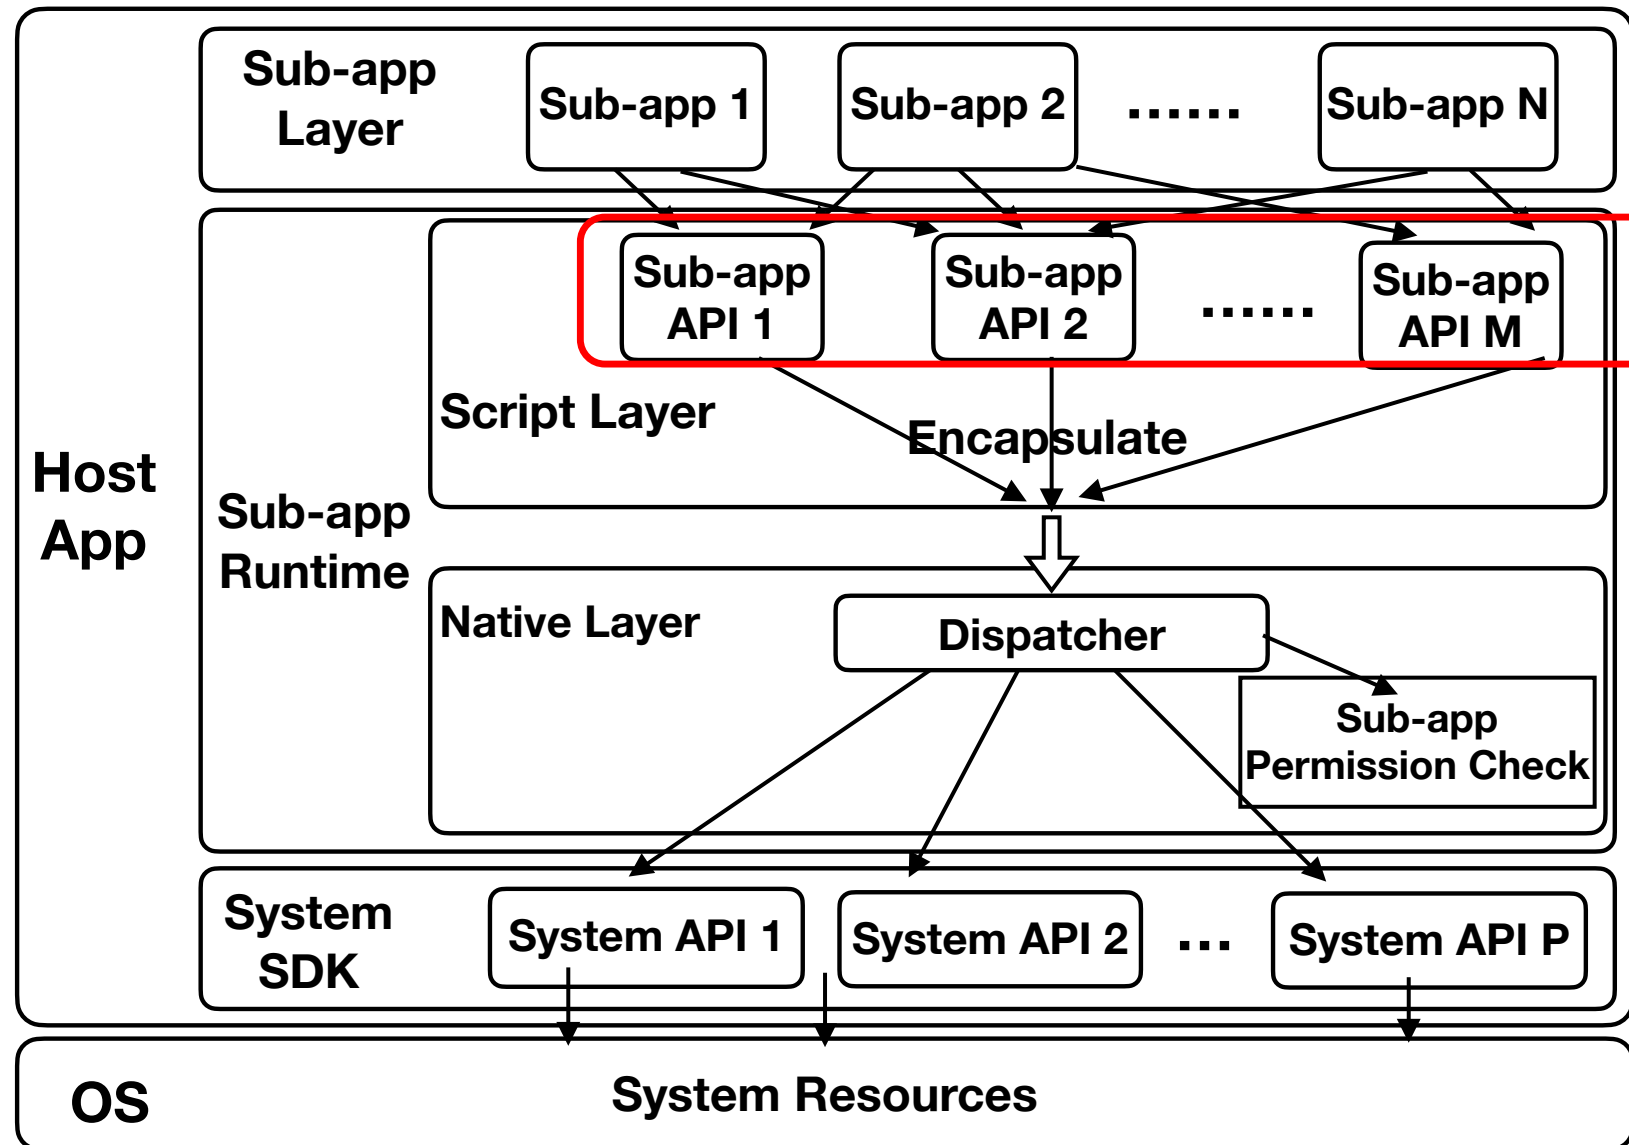 Sub-app
Layer
Sub-app 1
Sub-app 2
......
Sub-app N
Host
App
Sub-app
Runtime
Script Layer
Sub-app
API 1
Sub-app
API 2
......
Sub-app
API M
Encapsulate
Native Layer
Dispatcher
Sub-app
Permission Check
System
SDK
System API 1
System API 2
...
System API P
OS
System Resources